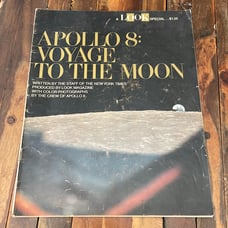 A LOOK SPECIAL...$1.25
APOLLO 8:
VOYAGE
TO THE MOON
WRITTEN BY THE STAFF OF THE NEW YORK TIMES
PRODUCED BY LOOK MAGAZINE
WITH COLOR PHOTOGRAPHS
BY THE CREW OF APOLLO 8.